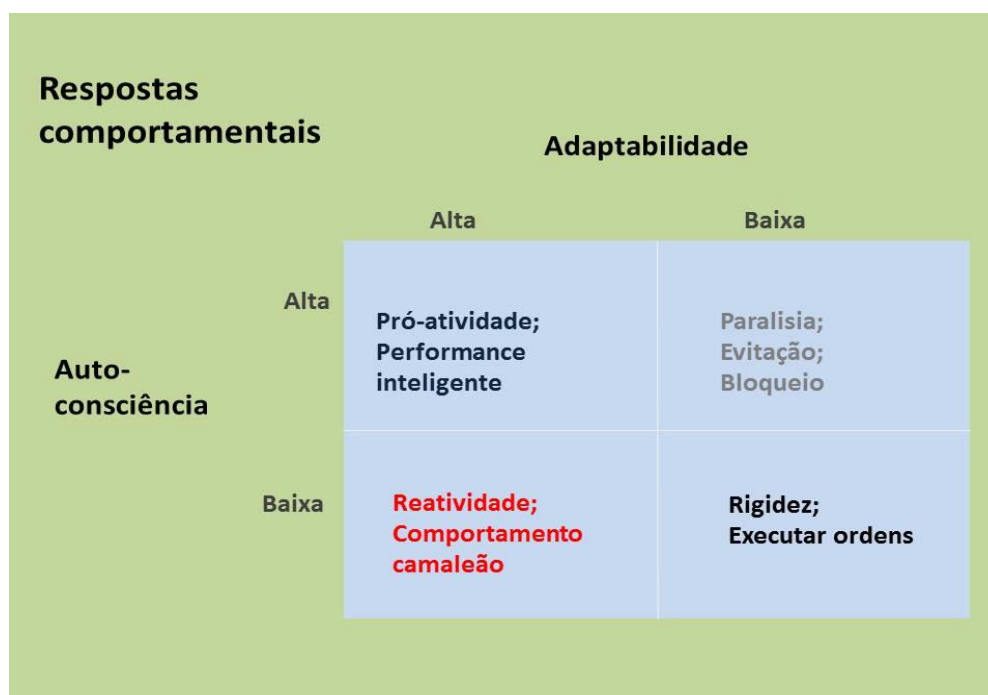 Respostas
comportamentais
Adaptabilidade
Alta
Baixa
Alta
Pró-atividade;
Performance
inteligente
Paralisia;
Evitação;
Bloqueio
Auto-
consciência
Baixa
Reatividade;
Comportamento
camaleão
Rigidez;
Executar ordens